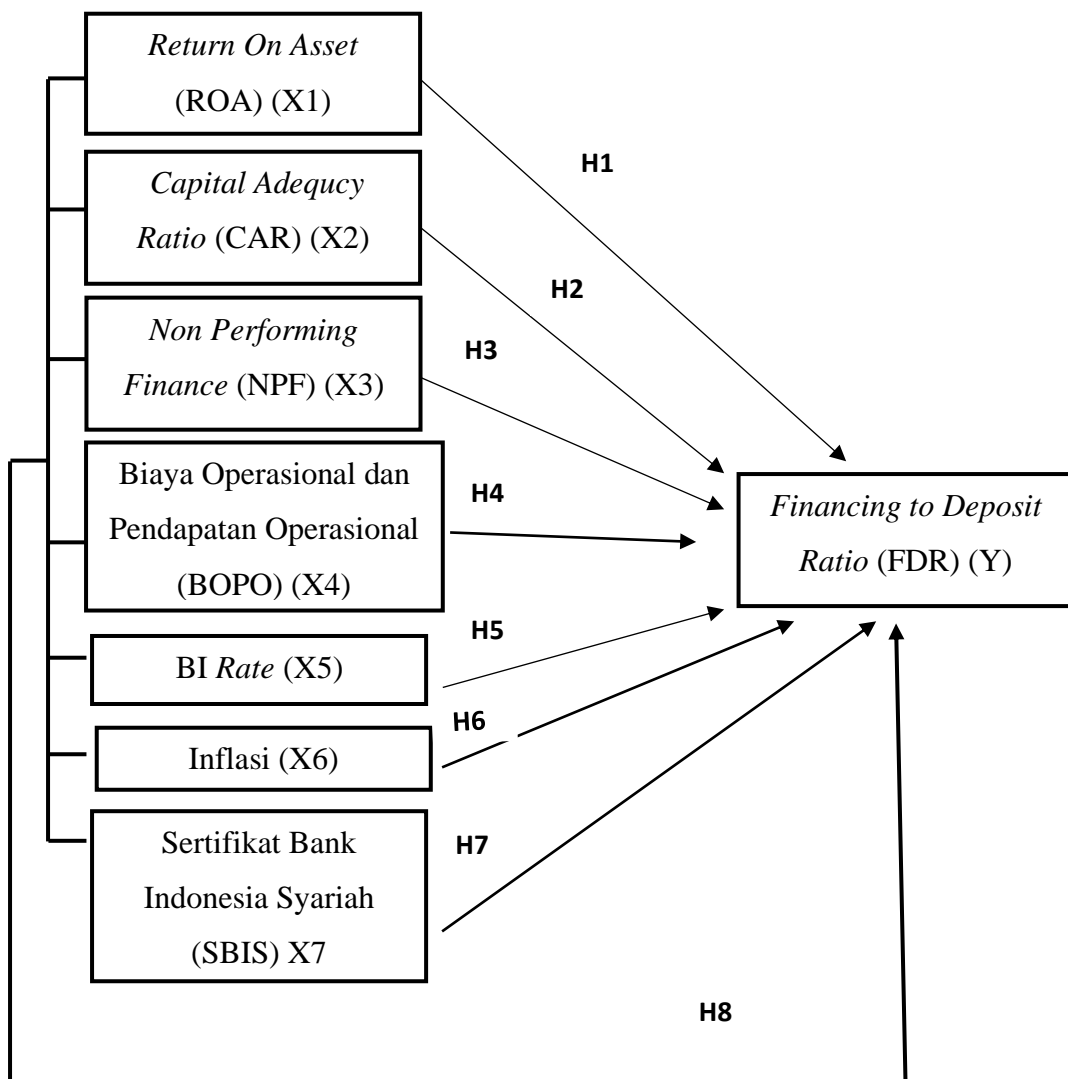 Return On Asset
(ROA) (X1)
H1
Capital Adequcy
Ratio (CAR) (X2)
H2
Non Performing
Finance (NPF) (X3)
H3
Biaya Operasional dan
Pendapatan Operasional
(BOPO) (X4)
H4
Financing to Deposit
Ratio (FDR) (Y)
BI Rate (X5)
H5
Inflasi (X6)
H6
Sertifikat Bank
Indonesia Syariah
(SBIS) X7
H7
H8